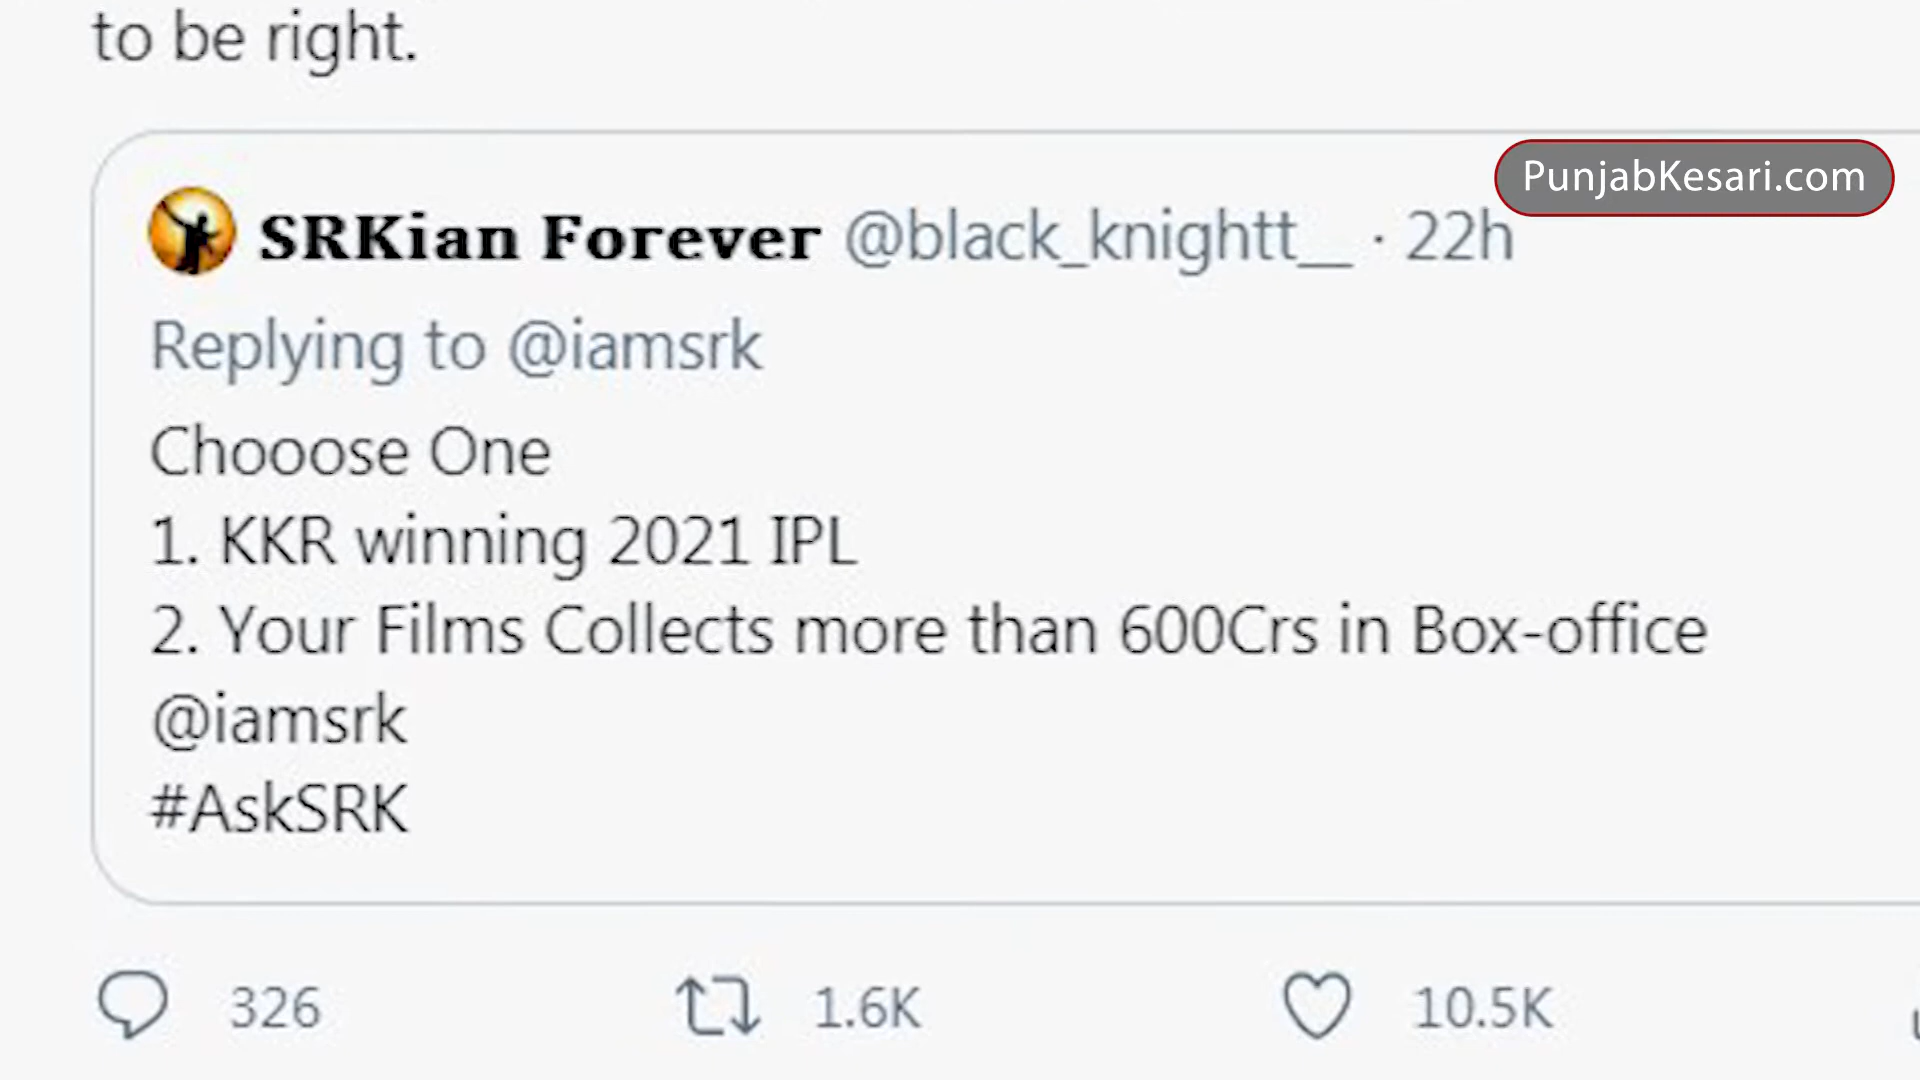 to be right.
PunjabKesari.com
SRKian Forever @black_knightt__ · 22h
Replying to @iamsrk
Chooose One
1. KKR winning 2021 IPL
2. Your Films Collects more than 600Crs in Box-office
@iamsrk
#AskSRK
326 1.6K 10.5K